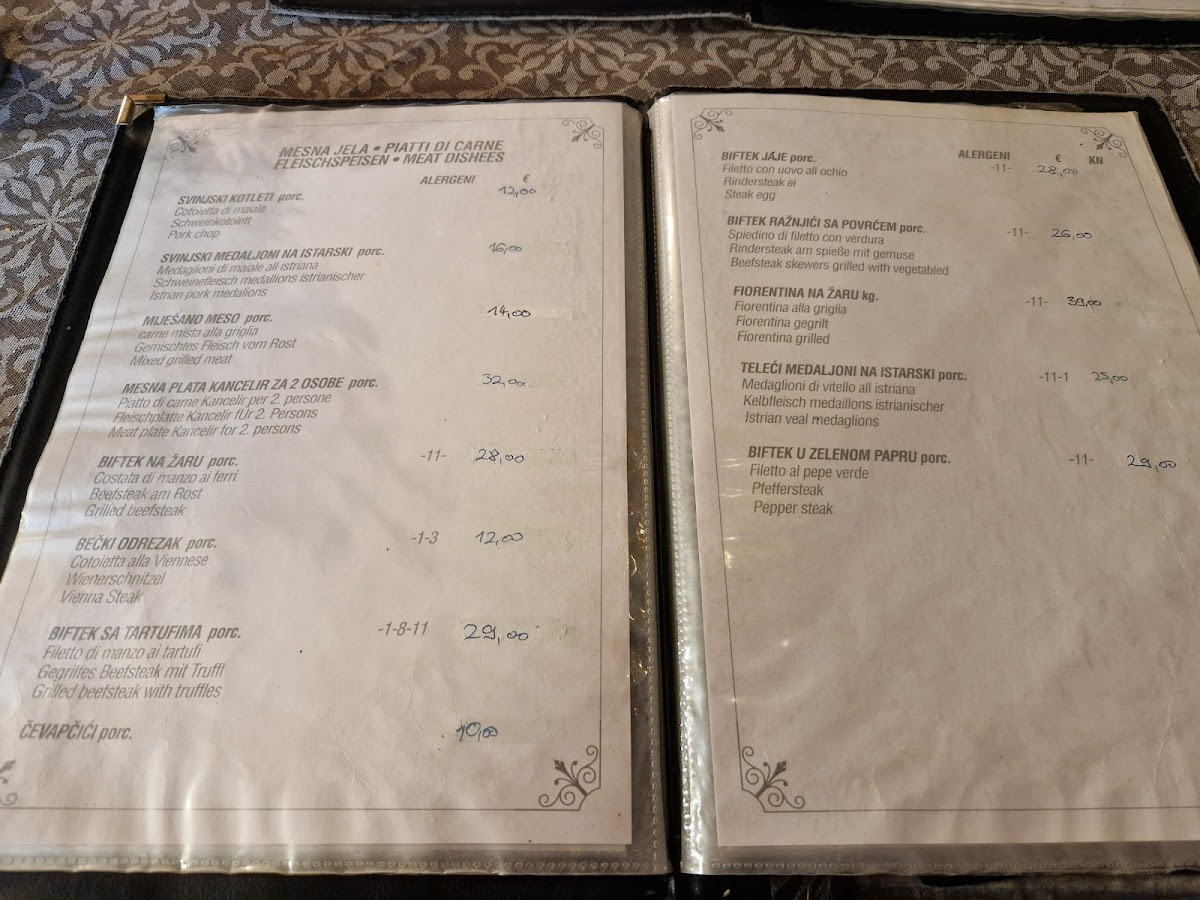 MESNA JELA • PIATTI DI CARNE
FLEISCHSPEISEN • MEAT DISHEES
ALERGENI €
SVINJSKI KOTLETI porc. 12,00
Cotoletta di maiale
Schweinkotolett
Pork chop
SVINJSKI MEDALJONI NA ISTARSKI porc. 16,00
Medaglioni di maiale all istriana
Schweinefleisch medallions istrianischer
Istrian pork medalions
MIJEŠANO MESO porc. 14,00
carne mista alla griglia
Gemischtes Fleisch vom Rost
Mixed grilled meat
MESNA PLATA KANCELIR ZA 2 OSOBE porc. 32,00
Piatto di carne Kancelir per 2. persone
Fleischplatte Kancelir fUr 2. Persons
Meat plate Kancelir for 2. persons
BIFTEK NA ŽARU porc. -11- 28,00
Costata di manzo ai ferri
Beefsteak am Rost
Grilled beefsteak
BEČKI ODREZAK porc. -1-3 12,00
Cotoletta alla Viennese
Wienerschnitzel
Vienna Steak
BIFTEK SA TARTUFIMA porc. -1-8-11 29,00
Filetto di manzo ai tartufi
Gegrilltes Beefsteak mit Truffl
Grilled beefsteak with truffles
ČEVAPČIĆI porc. 10,00
ALERGENI € KN
BIFTEK JAJE porc. -11- 28,00
Filetto con uovo all ochio
Rindersteak ei
Steak egg
BIFTEK RAŽNJIĆI SA POVRĆEM porc. -11- 26,00
Spiedino di filetto con verdura
Rindersteak am spieße mit gemuse
Beefsteak skewers grilled with vegetabled
FIORENTINA NA ŽARU kg. -11- 39,00
Fiorentina alla griglia
Fiorentina gegrilt
Fiorentina grilled
TELEĆI MEDALJONI NA ISTARSKI porc. -11-1 25,00
Medaglioni di vitello all istriana
Kelbfleisch medaillons istrianischer
Istrian veal medaglions
BIFTEK U ZELENOM PAPRU porc. -11- 29,00
Filetto al pepe verde
Pfeffersteak
Pepper steak